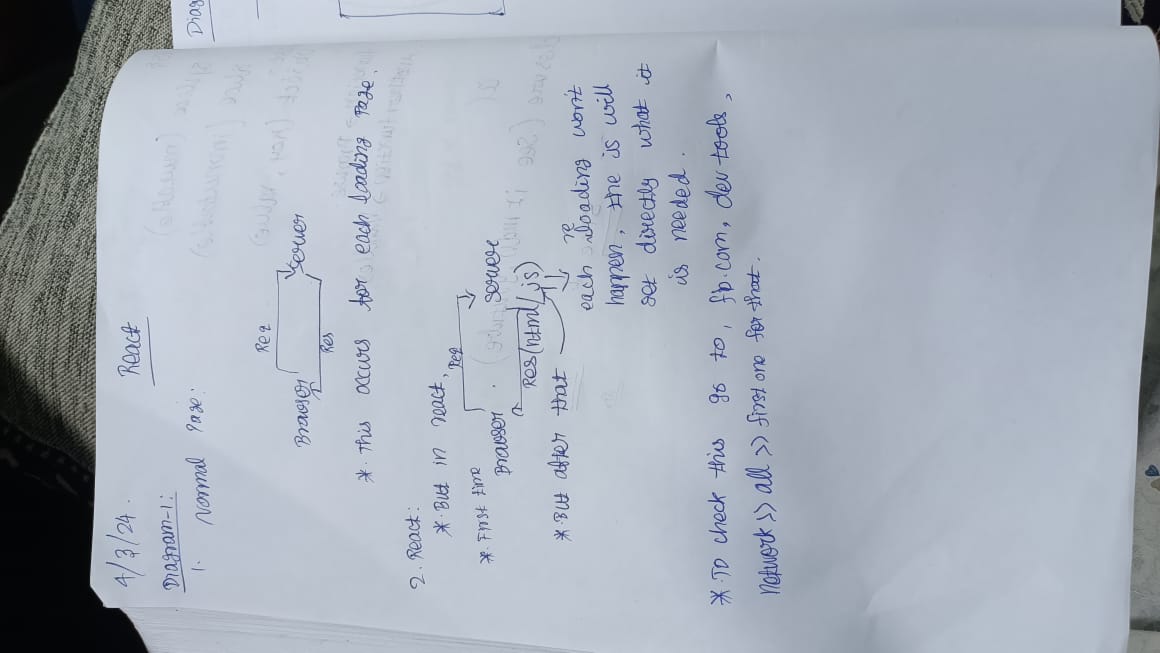 4/3/24.
React
Diagram-1:
1. Normal Page:
Req
Browser Server
Res
*. This occurs for each loading Page.
2. React:
*. But in react,
* First time
Req
Browser. Server
Res(html/js)
*. But after that each reloading won't
happen, the js will
get directly what it
is needed.
*. To check this go to, fb.com, dev tools,
network >> all >> first one for that.
Diag